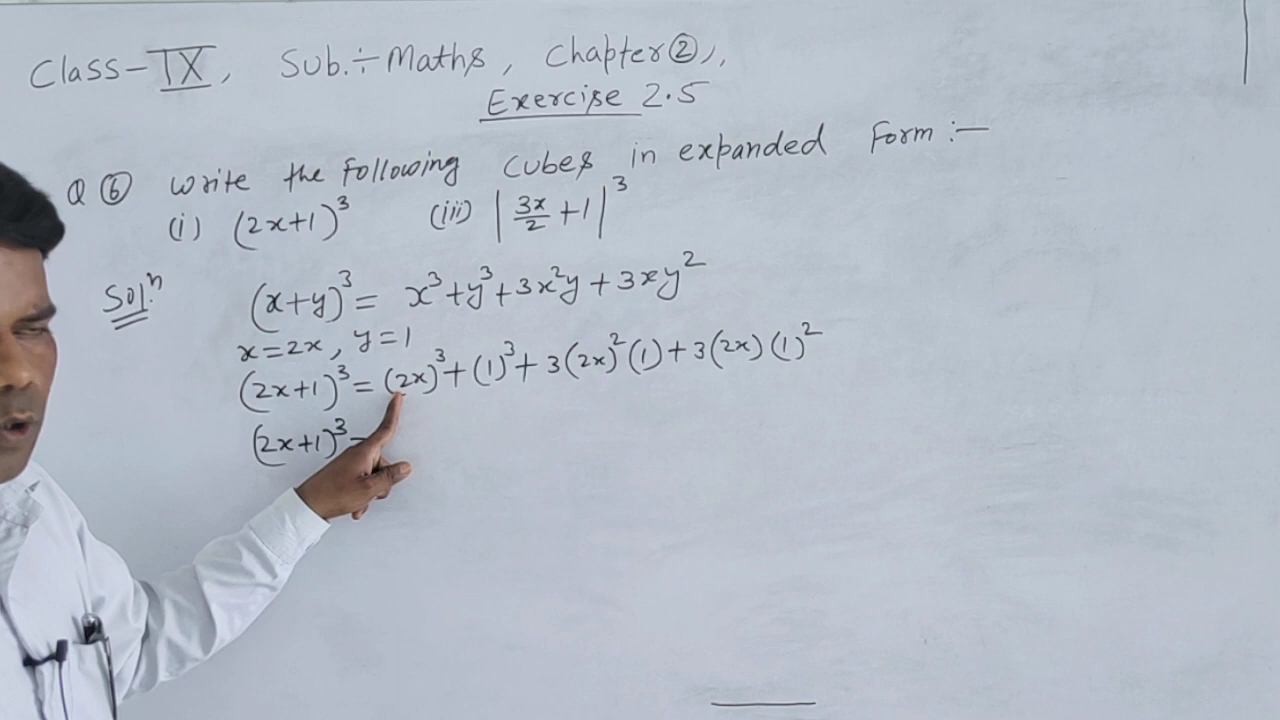 Class-IX, Sub.÷Maths, Chapter②,,
Exercise 2.5
Q ⑥ Write the following cubes in expanded form:-
(i) (2x+1)³ (iii) |3x/2 + 1|³
Solⁿ (x+y)³ = x³+y³+3x²y+3xy²
x=2x, y=1
(2x+1)³ = (2x)³+(1)³+3(2x)²(1)+3(2x)(1)²
(2x+1)³=